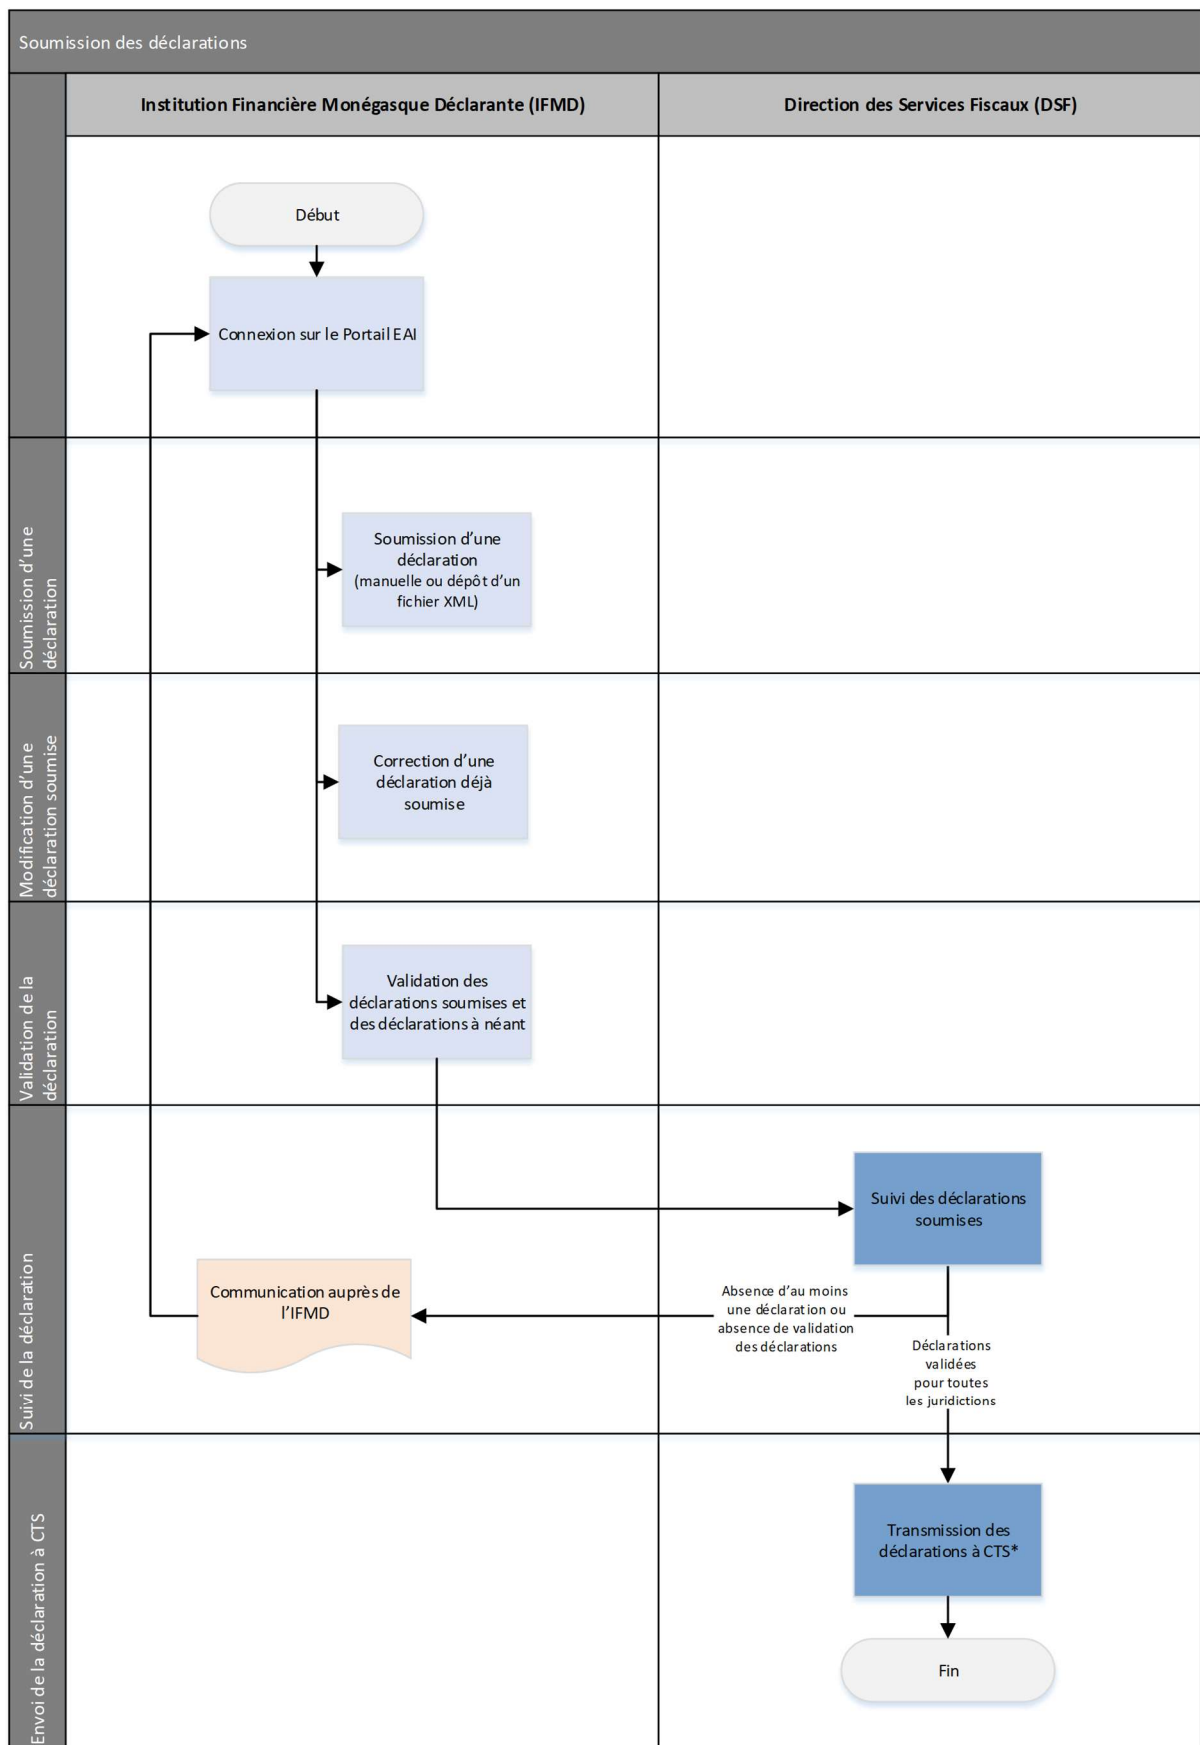 Soumission des déclarations
Institution Financière Monégasque Déclarante (IFMD)
Direction des Services Fiscaux (DSF)
Début
Connexion sur le Portail EAI
Soumission d'une
déclaration
Soumission d'une
déclaration
(manuelle ou dépôt d'un
fichier XML)
Modification d'une
déclaration soumise
Correction d'une
déclaration déjà
soumise
Validation de la
déclaration
Validation des
déclarations soumises et
des déclarations à néant
Suivi de la déclaration
Suivi des déclarations
soumises
Communication auprès de
l'IFMD
Absence d'au moins
une déclaration ou
absence de validation
des déclarations
Déclarations
validées
pour toutes
les juridictions
Envoi de la déclaration à CTS
Transmission des
déclarations à CTS*
Fin